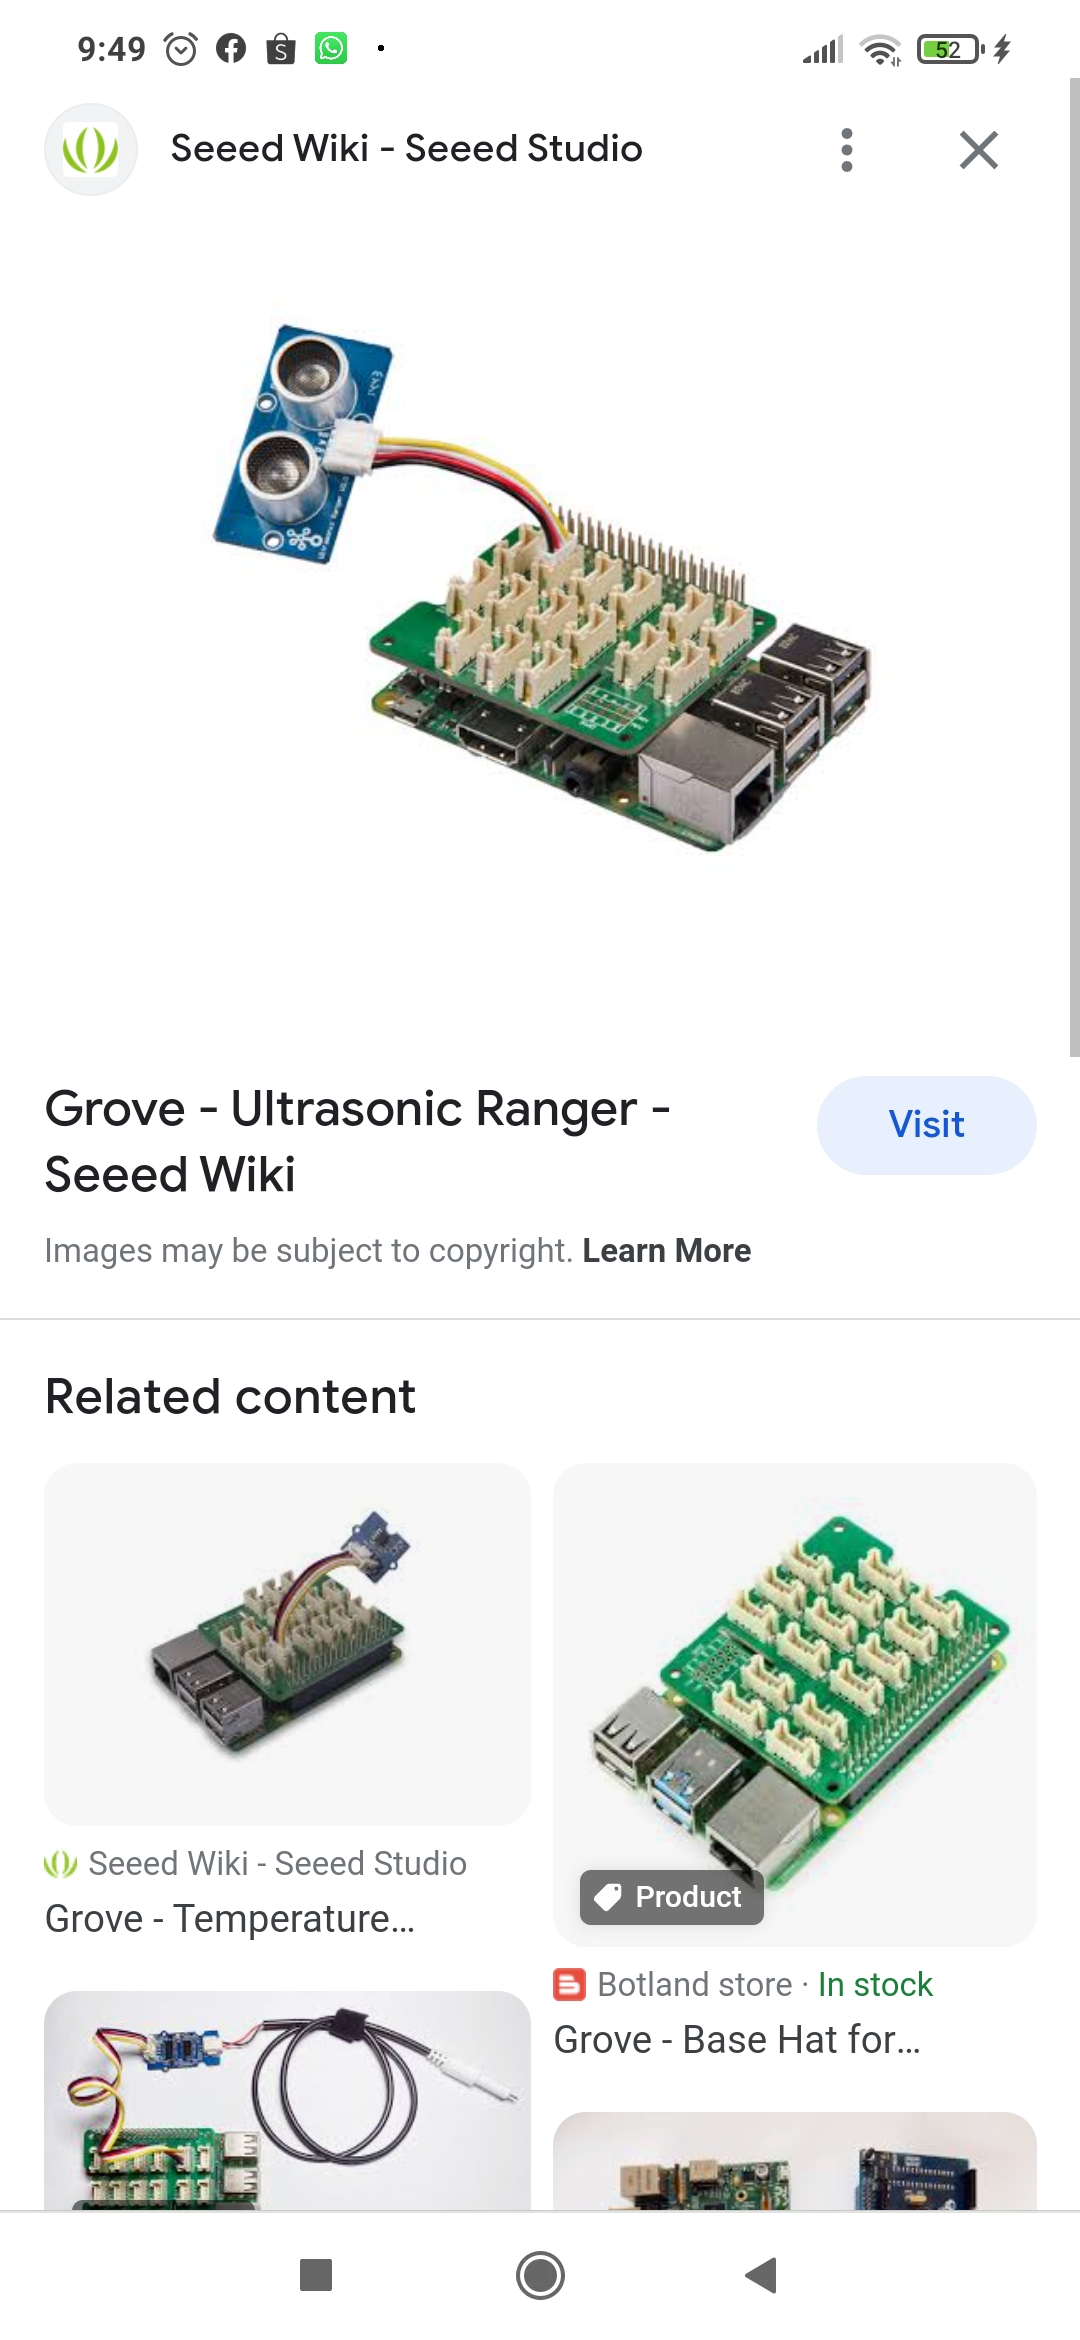 9:49
52
Seeed Wiki - Seeed Studio
Grove - Ultrasonic Ranger -
Seeed Wiki
Visit
Images may be subject to copyright. Learn More
Related content
Product
Seeed Wiki - Seeed Studio
Grove - Temperature...
Botland store · In stock
Grove - Base Hat for...